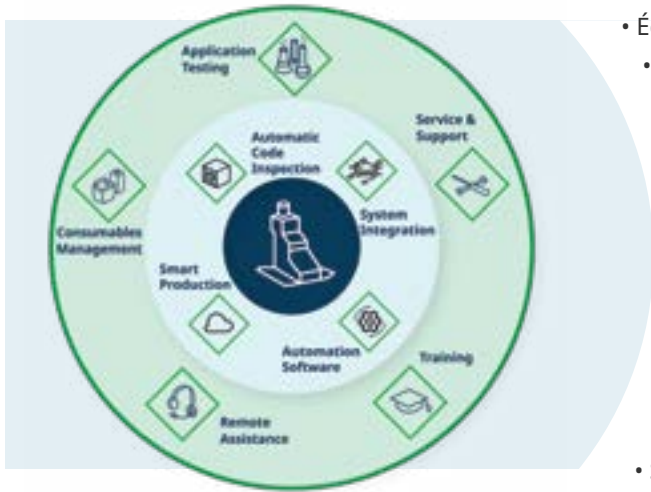 Application
Testing
Service &
Support
Automatic
Code
Inspection
Consumables
Management
System
Integration
Smart
Production
Automation
Software
Training
Remote
Assistance